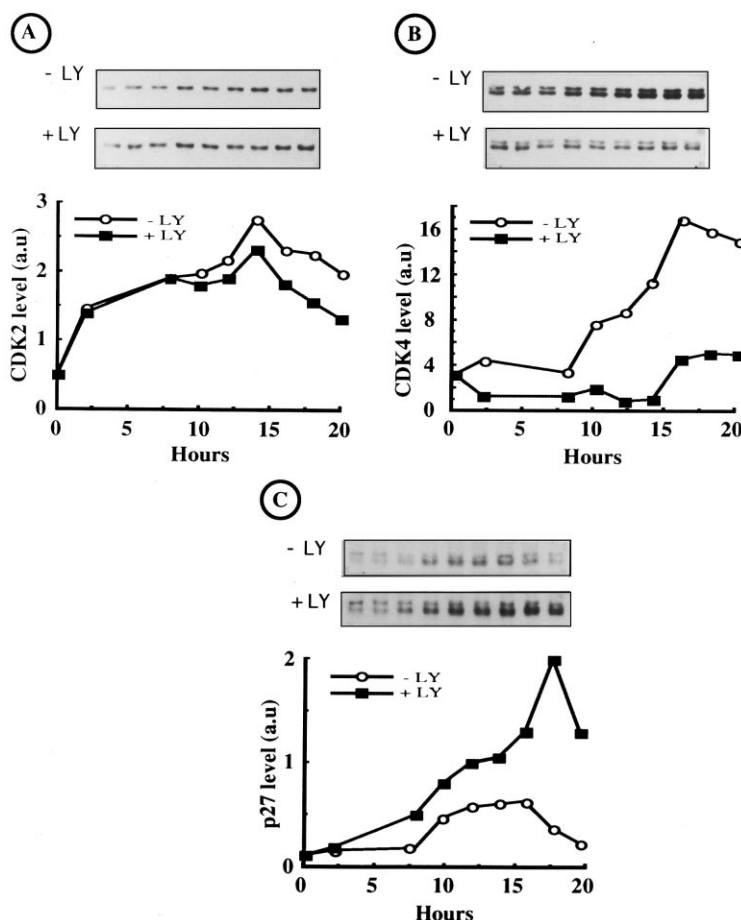 A
- LY
+ LY
3
2
1
0
CDK2 level (a.u)
- LY
+ LY
0 5 10 15 20
Hours
B
- LY
+ LY
16
12
8
4
0
CDK4 level (a.u)
- LY
+ LY
0 5 10 15 20
Hours
C
- LY
+ LY
2
1
0
p27 level (a.u)
- LY
+ LY
0 5 10 15 20
Hours